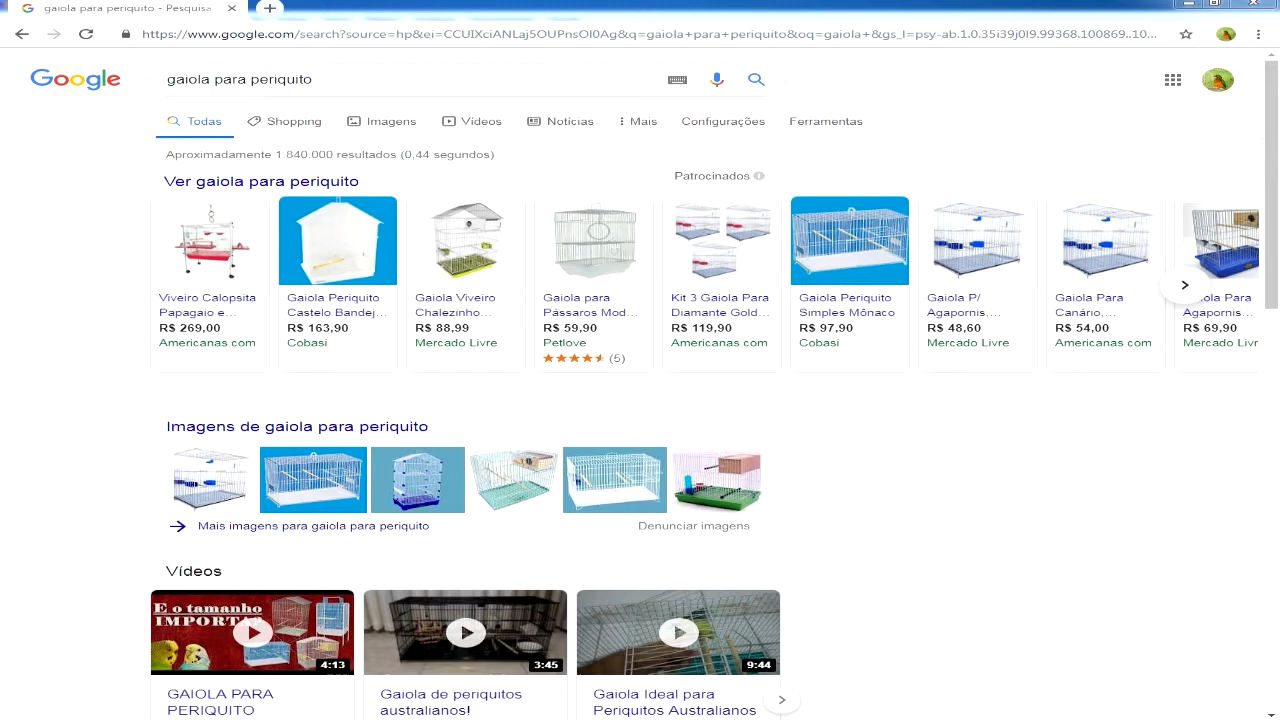 gaiola para periquito - Pesquisa
https://www.google.com/search?source=hp&ei=CCUIXciANLaj5OUPnsOI0Ag&q=gaiola+para+periquito&oq=gaiola+&gs_l=psy-ab.1.0.35i39j0l9.99368.100869..10...
Google
gaiola para periquito
Todas Shopping Imagens Vídeos Notícias Mais Configurações Ferramentas
Aproximadamente 1.840.000 resultados (0,44 segundos)
Ver gaiola para periquito
Patrocinados
Viveiro Calopsita
Papagaio e...
R$ 269,00
Americanas com
Gaiola Periquito
Castelo Bandej...
R$ 163,90
Cobasi
Gaiola Viveiro
Chalezinho...
R$ 88,99
Mercado Livre
Gaiola para
Pássaros Mod...
R$ 59,90
Petlove
(5)
Kit 3 Gaiola Para
Diamante Gold...
R$ 119,90
Americanas com
Gaiola Periquito
Simples Mônaco
R$ 97,90
Cobasi
Gaiola P/
Agapornis,...
R$ 48,60
Mercado Livre
Gaiola Para
Canário,...
R$ 54,00
Americanas com
ola Para
Agapornis...
R$ 69,90
Mercado Livr
Imagens de gaiola para periquito
Mais imagens para gaiola para periquito
Denunciar imagens
Vídeos
E o tamanho
IMPORTA?
4:13
3:45
9:44
GAIOLA PARA
PERIQUITO
Gaiola de periquitos
australianos!
Gaiola Ideal para
Periquitos Australianos